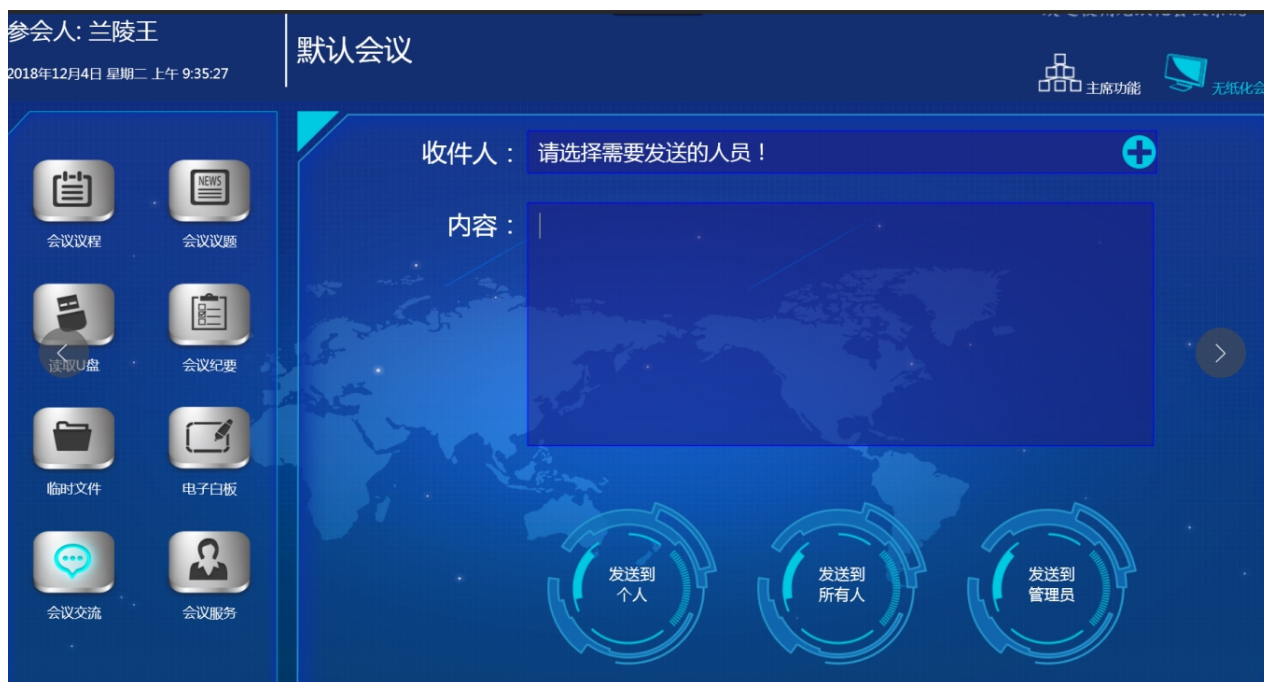 参会人: 兰陵王
2018年12月4日 星期二 上午 9:35:27
默认会议
主席功能
无纸化会
收件人：
请选择需要发送的人员！
内容：
NEWS
会议议程
会议议题
读取U盘
会议纪要
临时文件
电子白板
会议交流
会议服务
发送到
个人
发送到
所有人
发送到
管理员